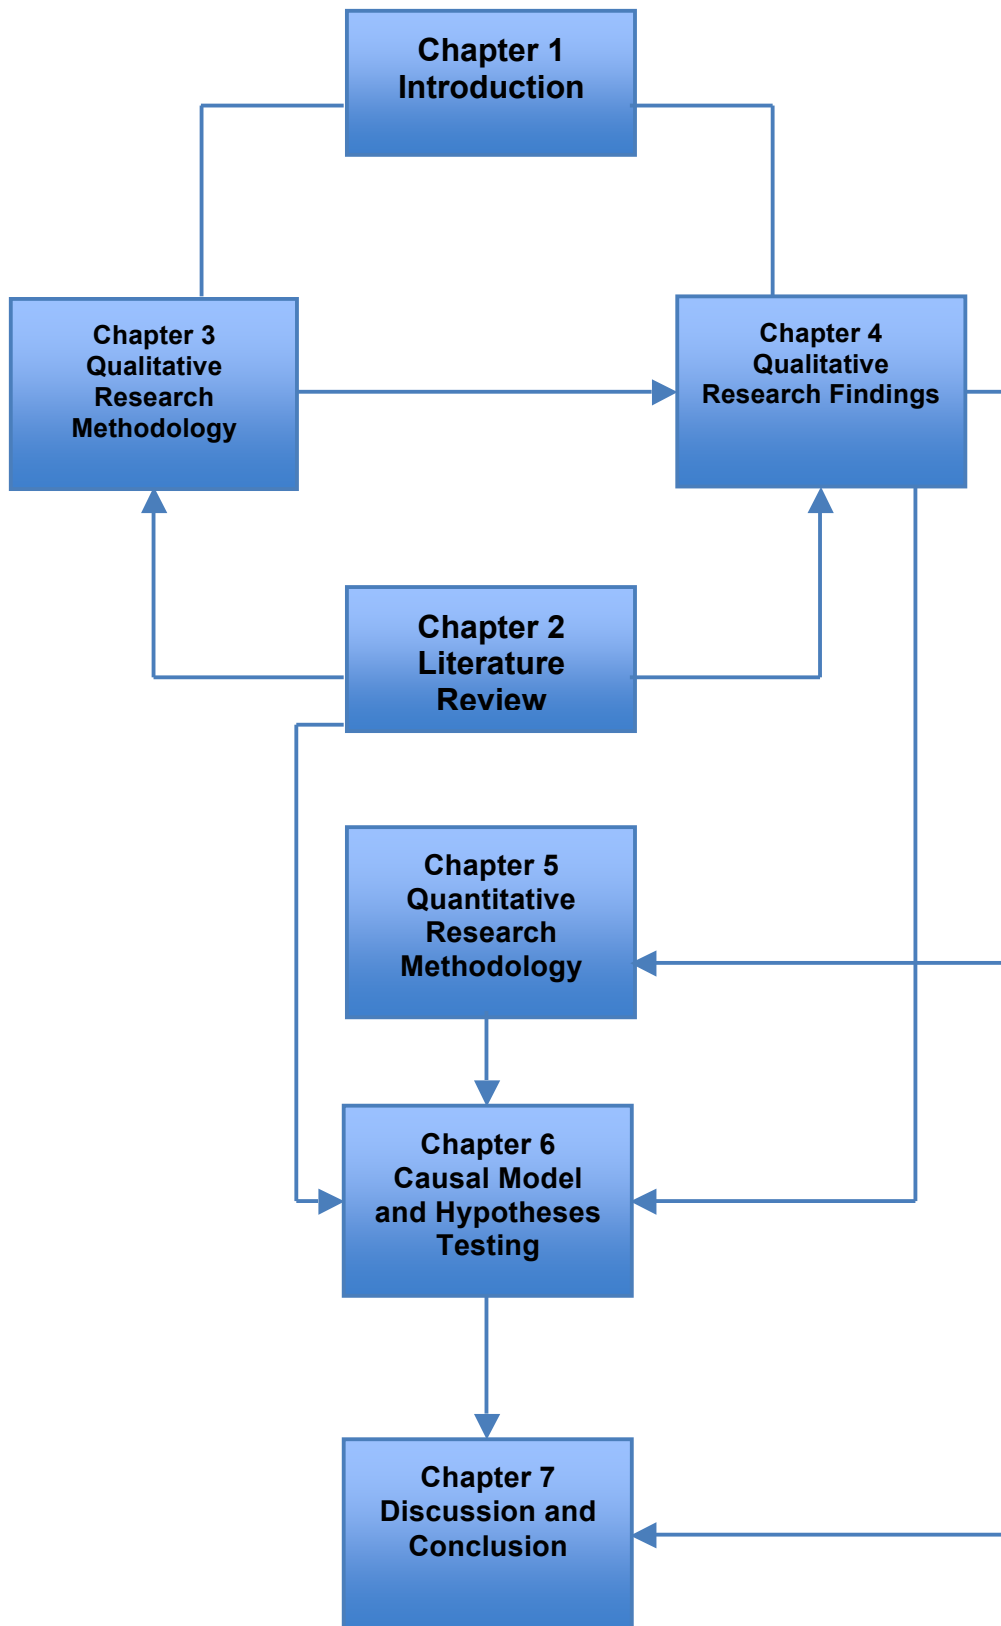 Chapter 1
Introduction
Chapter 3
Qualitative
Research
Methodology
Chapter 4
Qualitative
Research Findings
Chapter 2
Literature
Review
Chapter 5
Quantitative
Research
Methodology
Chapter 6
Causal Model
and Hypotheses
Testing
Chapter 7
Discussion and
Conclusion